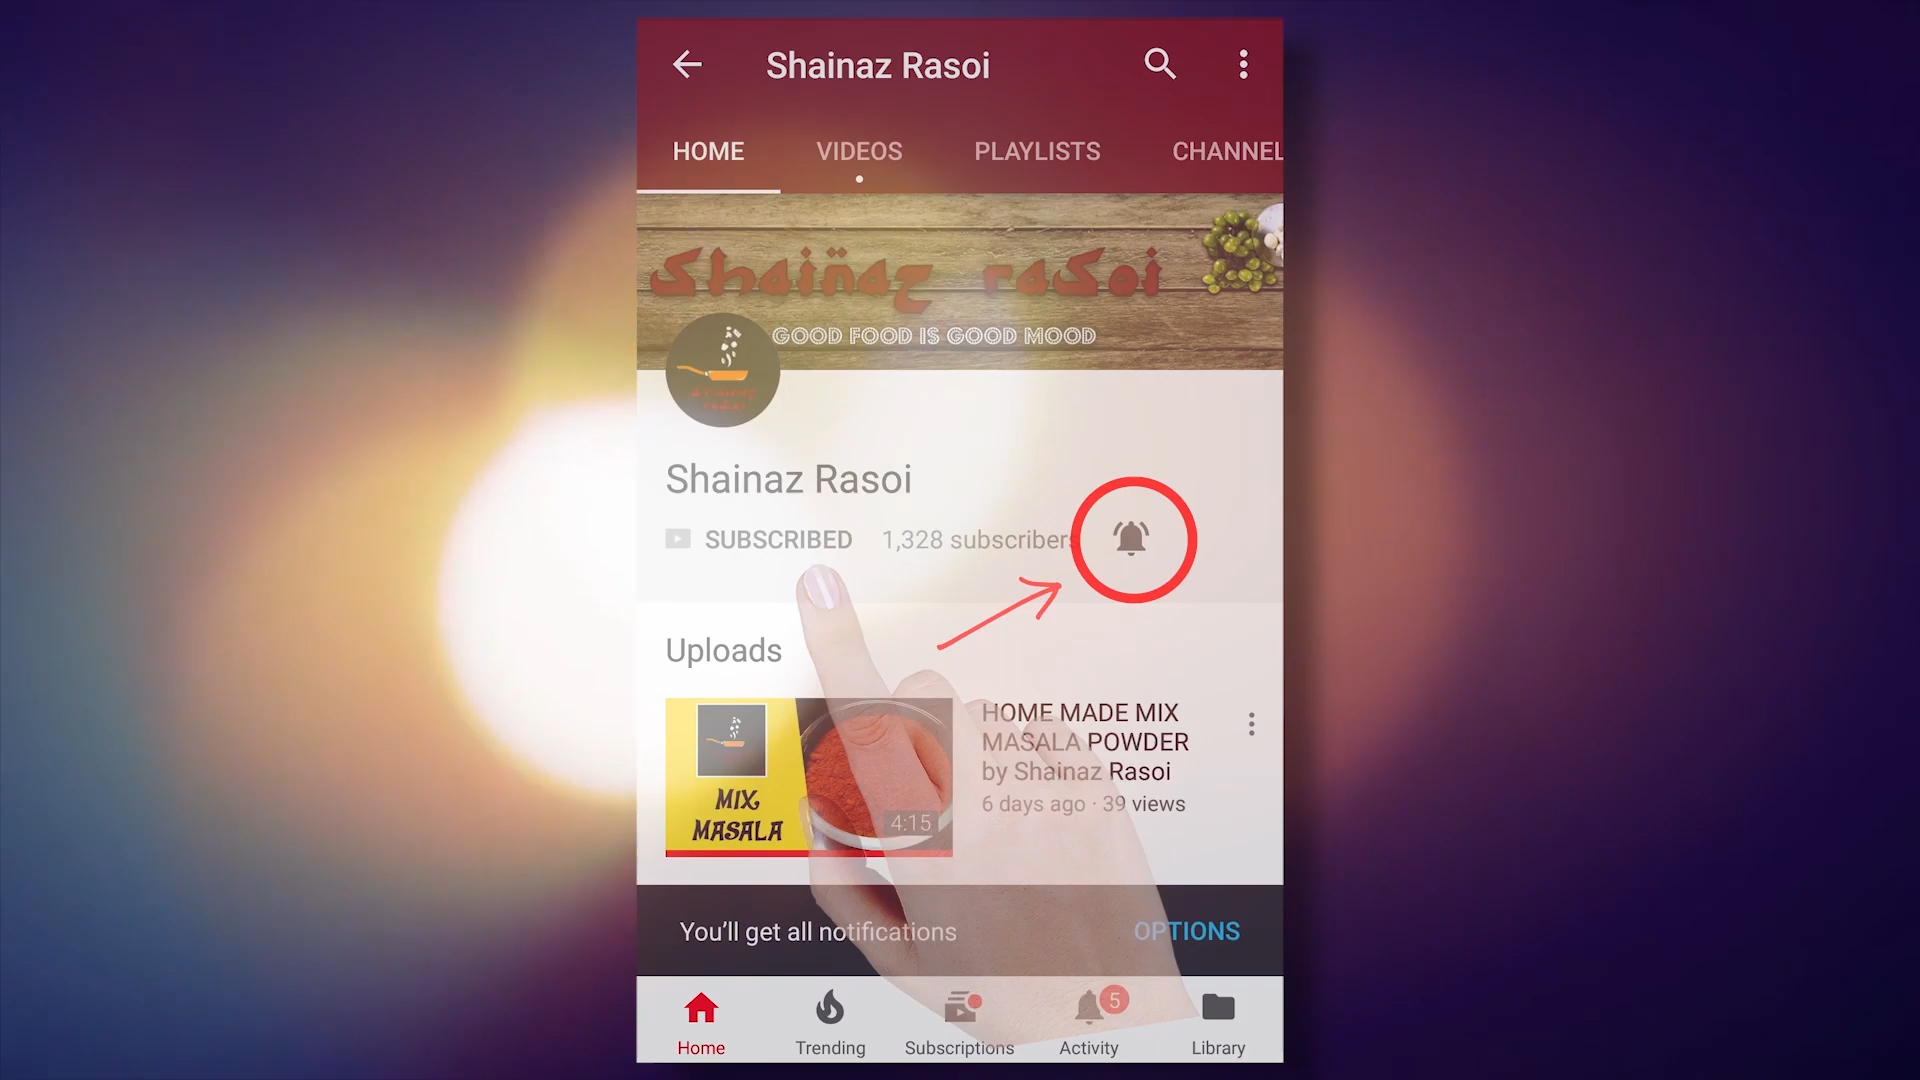 Shainaz Rasoi
HOME VIDEOS PLAYLISTS CHANNEL
Shainaz rasoi
GOOD FOOD IS GOOD MOOD
Shainaz Rasoi
SUBSCRIBED 1,328 subscribers
Uploads
MIX
MASALA
4:15
HOME MADE MIX
MASALA POWDER
by Shainaz Rasoi
6 days ago · 39 views
You'll get all notifications OPTIONS
5
Home Trending Subscriptions Activity Library